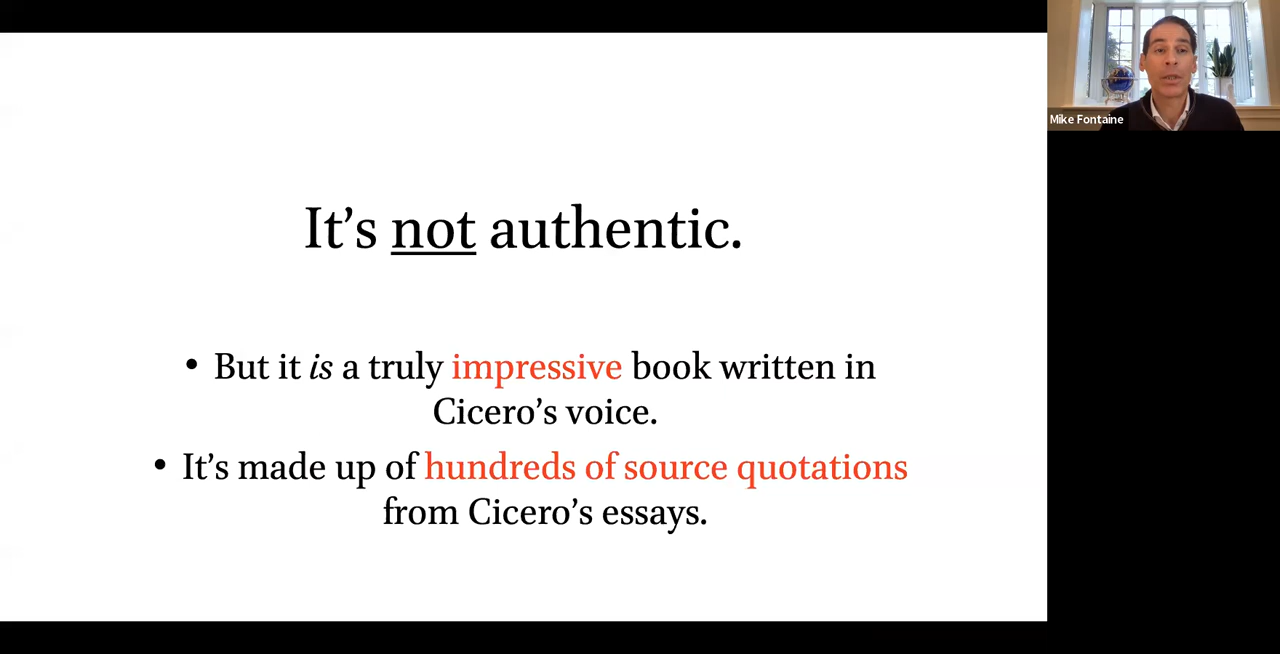 It’s not authentic.
• But it is a truly impressive book written in
Cicero’s voice.
• It’s made up of hundreds of source quotations
from Cicero’s essays.
Mike Fontaine